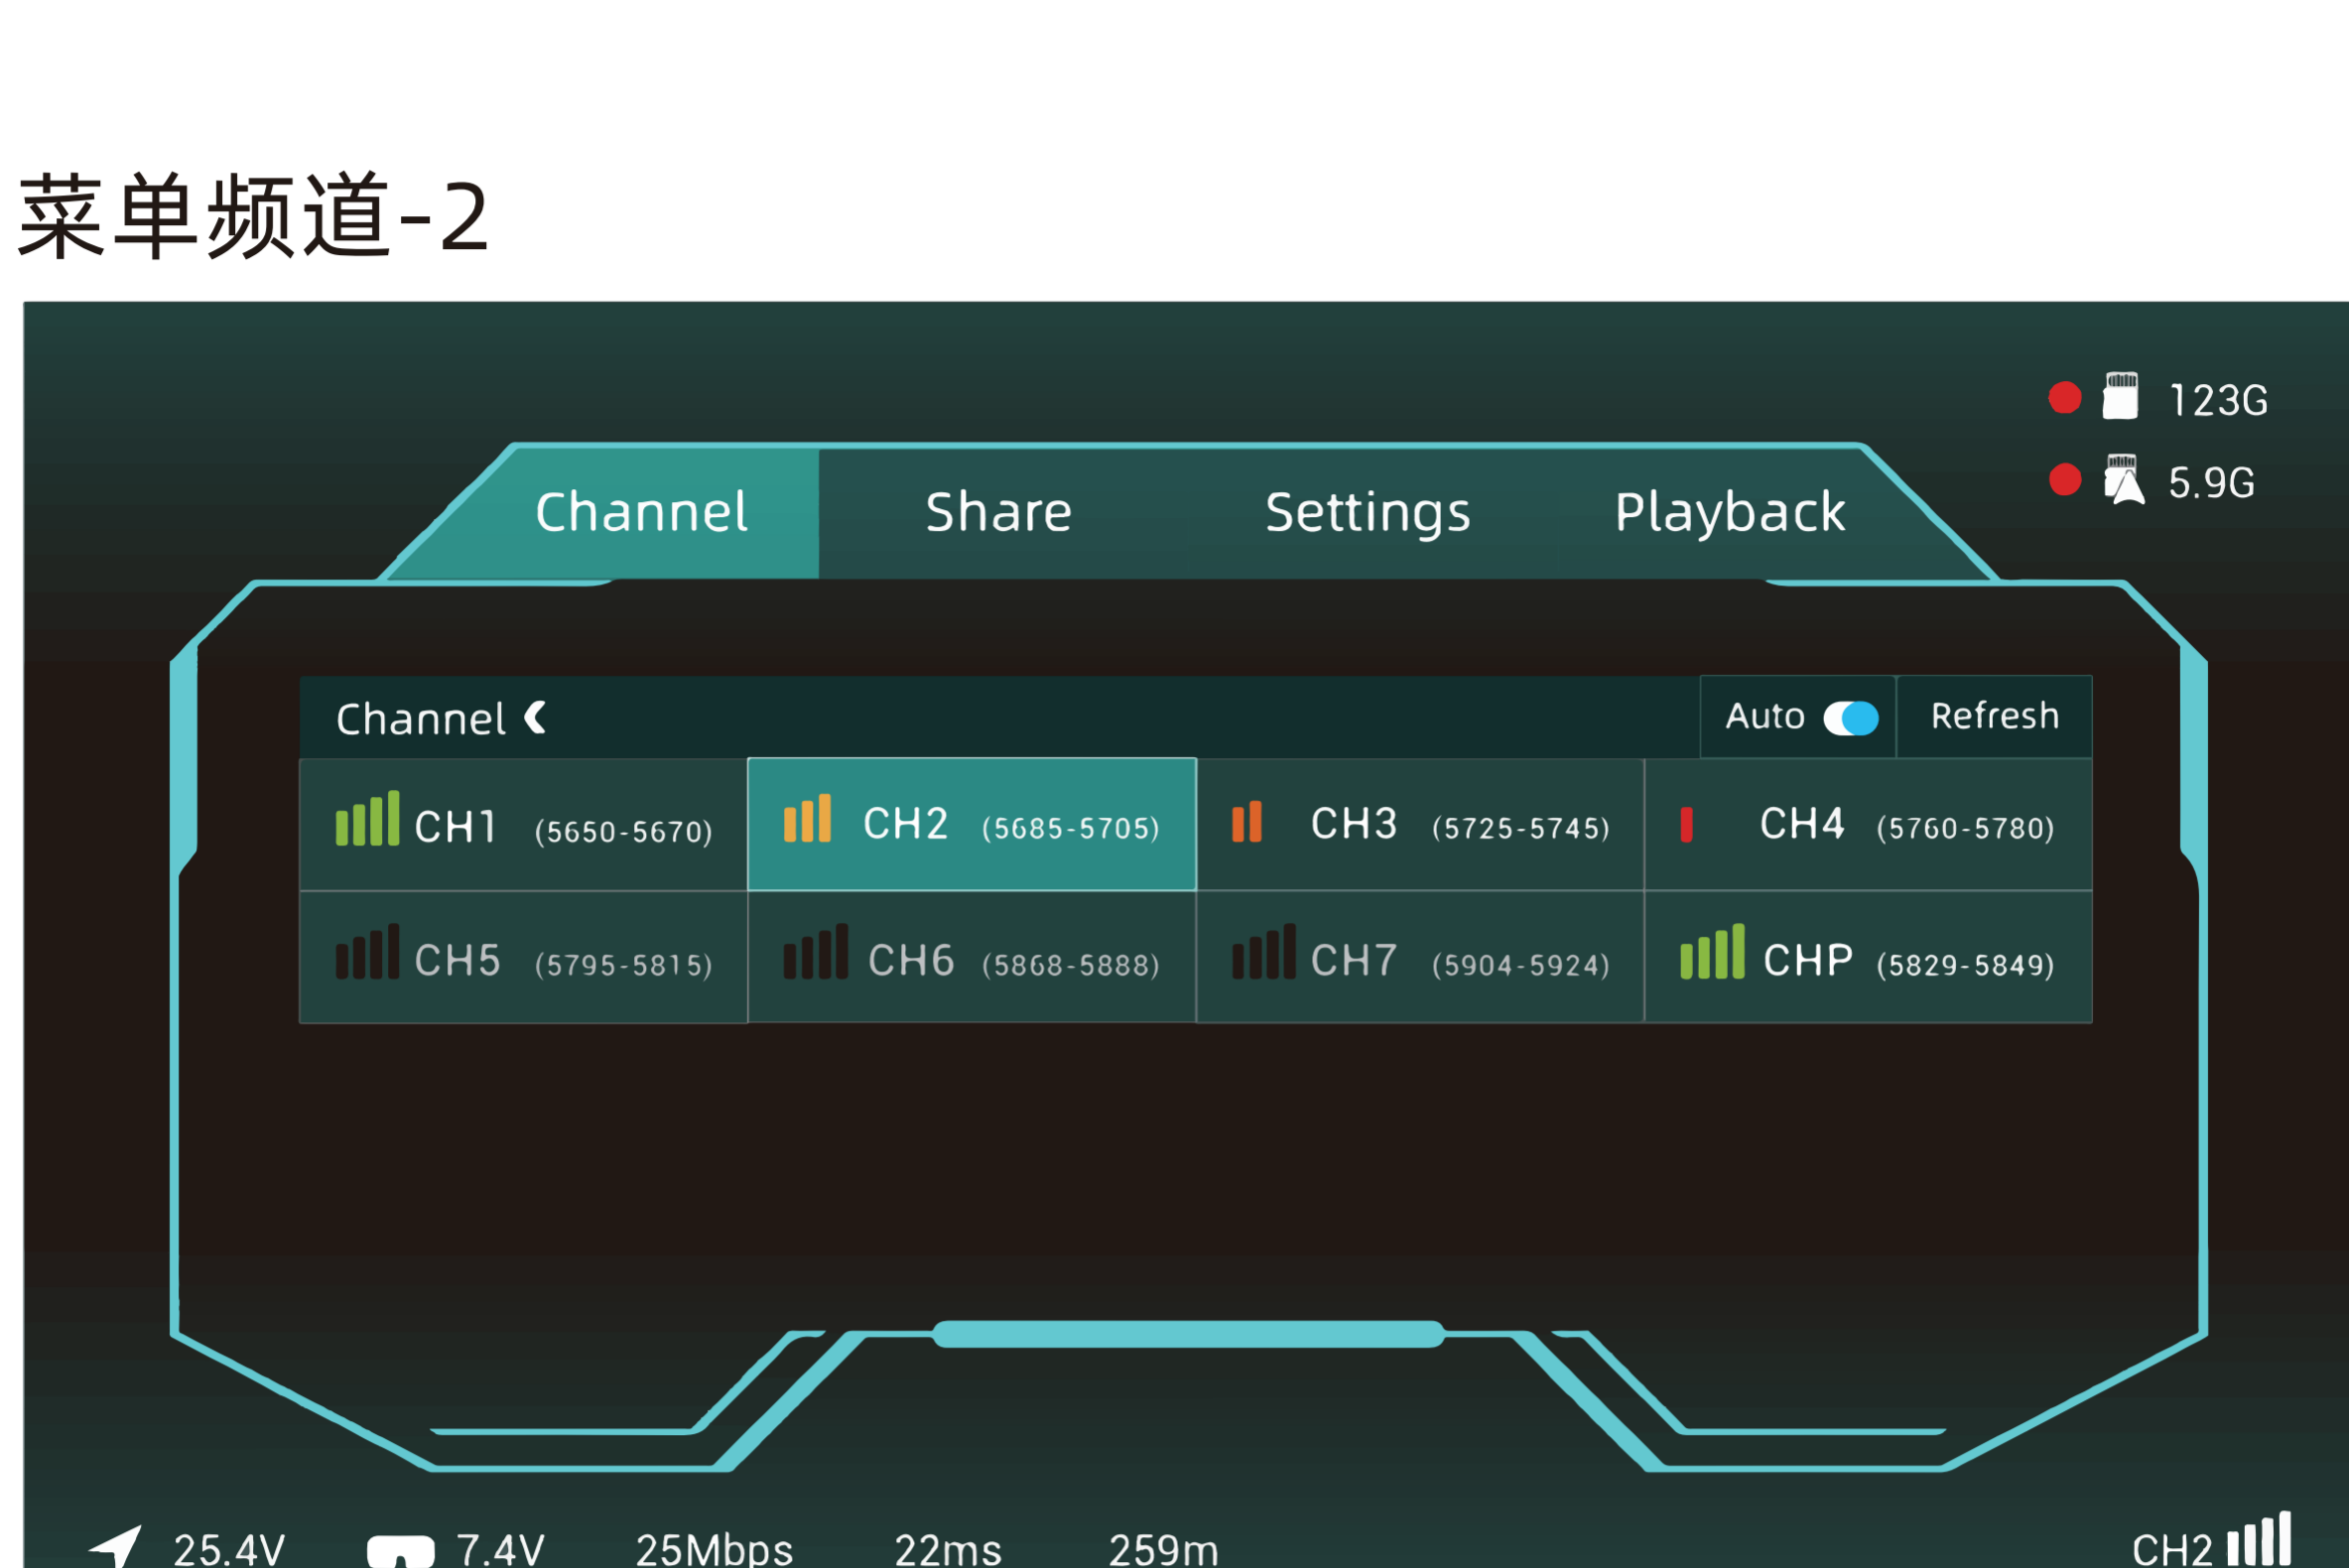 菜单频道-2
123G
5.9G
Channel Share Settings Playback
Channel Auto Refresh
CH1 (5650-5670) CH2 (5685-5705) CH3 (5725-5745) CH4 (5760-5780)
CH5 (5795-5815) CH6 (5868-5888) CH7 (5904-5924) CHP (5829-5849)
25.4V 7.4V 25Mbps 22ms 259m CH2